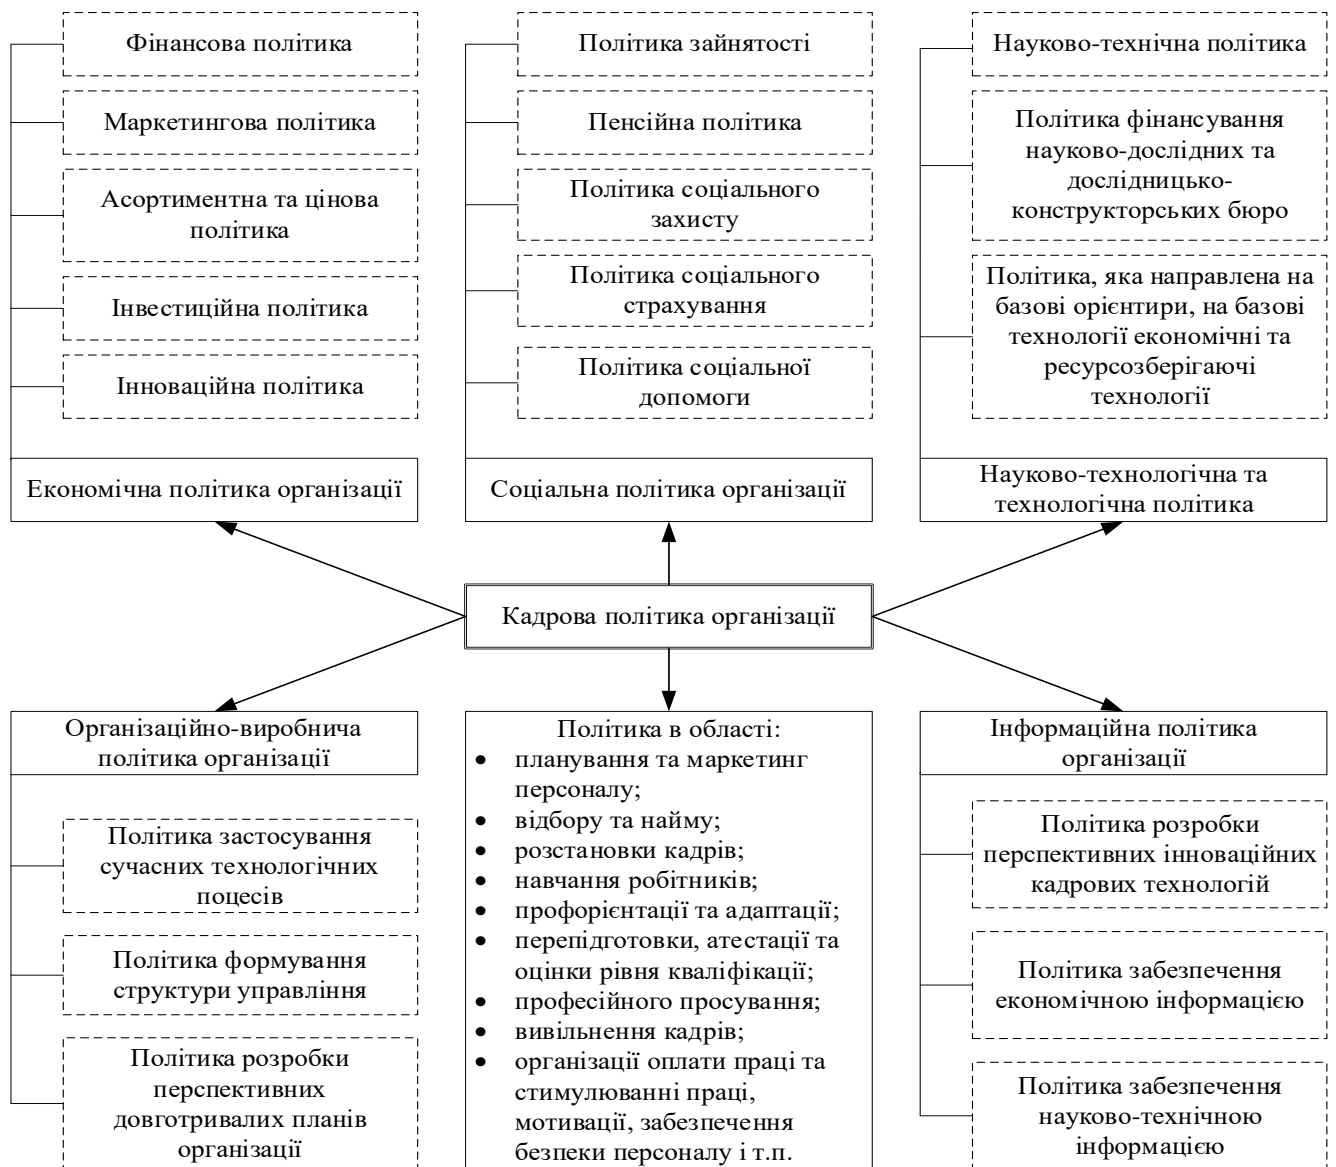 Фінансова політика
Маркетингова політика
Асортиментна та цінова
політика
Інвестиційна політика
Інноваційна політика
Економічна політика організації
Політика зайнятості
Пенсійна політика
Політика соціального
захисту
Політика соціального
страхування
Політика соціальної
допомоги
Соціальна політика організації
Науково-технічна політика
Політика фінансування
науково-дослідних та
дослідницько-
конструкторських бюро
Політика, яка направлена на
базові орієнтири, на базові
технології економічні та
ресурсозберігаючі
технології
Науково-технологічна та
технологічна політика
Кадрова політика організації
Організаційно-виробнича
політика організації
Політика застосування
сучасних технологічних
поцесів
Політика формування
структури управління
Політика розробки
перспективних
довготривалих планів
організації
Політика в області:
• планування та маркетинг
персоналу;
• відбору та найму;
• розстановки кадрів;
• навчання робітників;
• профорієнтації та адаптації;
• перепідготовки, атестації та
оцінки рівня кваліфікації;
• професійного просування;
• вивільнення кадрів;
• організації оплати праці та
стимулюванні праці,
мотивації, забезпечення
безпеки персоналу і т.п.
Інформаційна політика
організації
Політика розробки
перспективних інноваційних
кадрових технологій
Політика забезпечення
економічною інформацією
Політика забезпечення
науково-технічною
інформацією